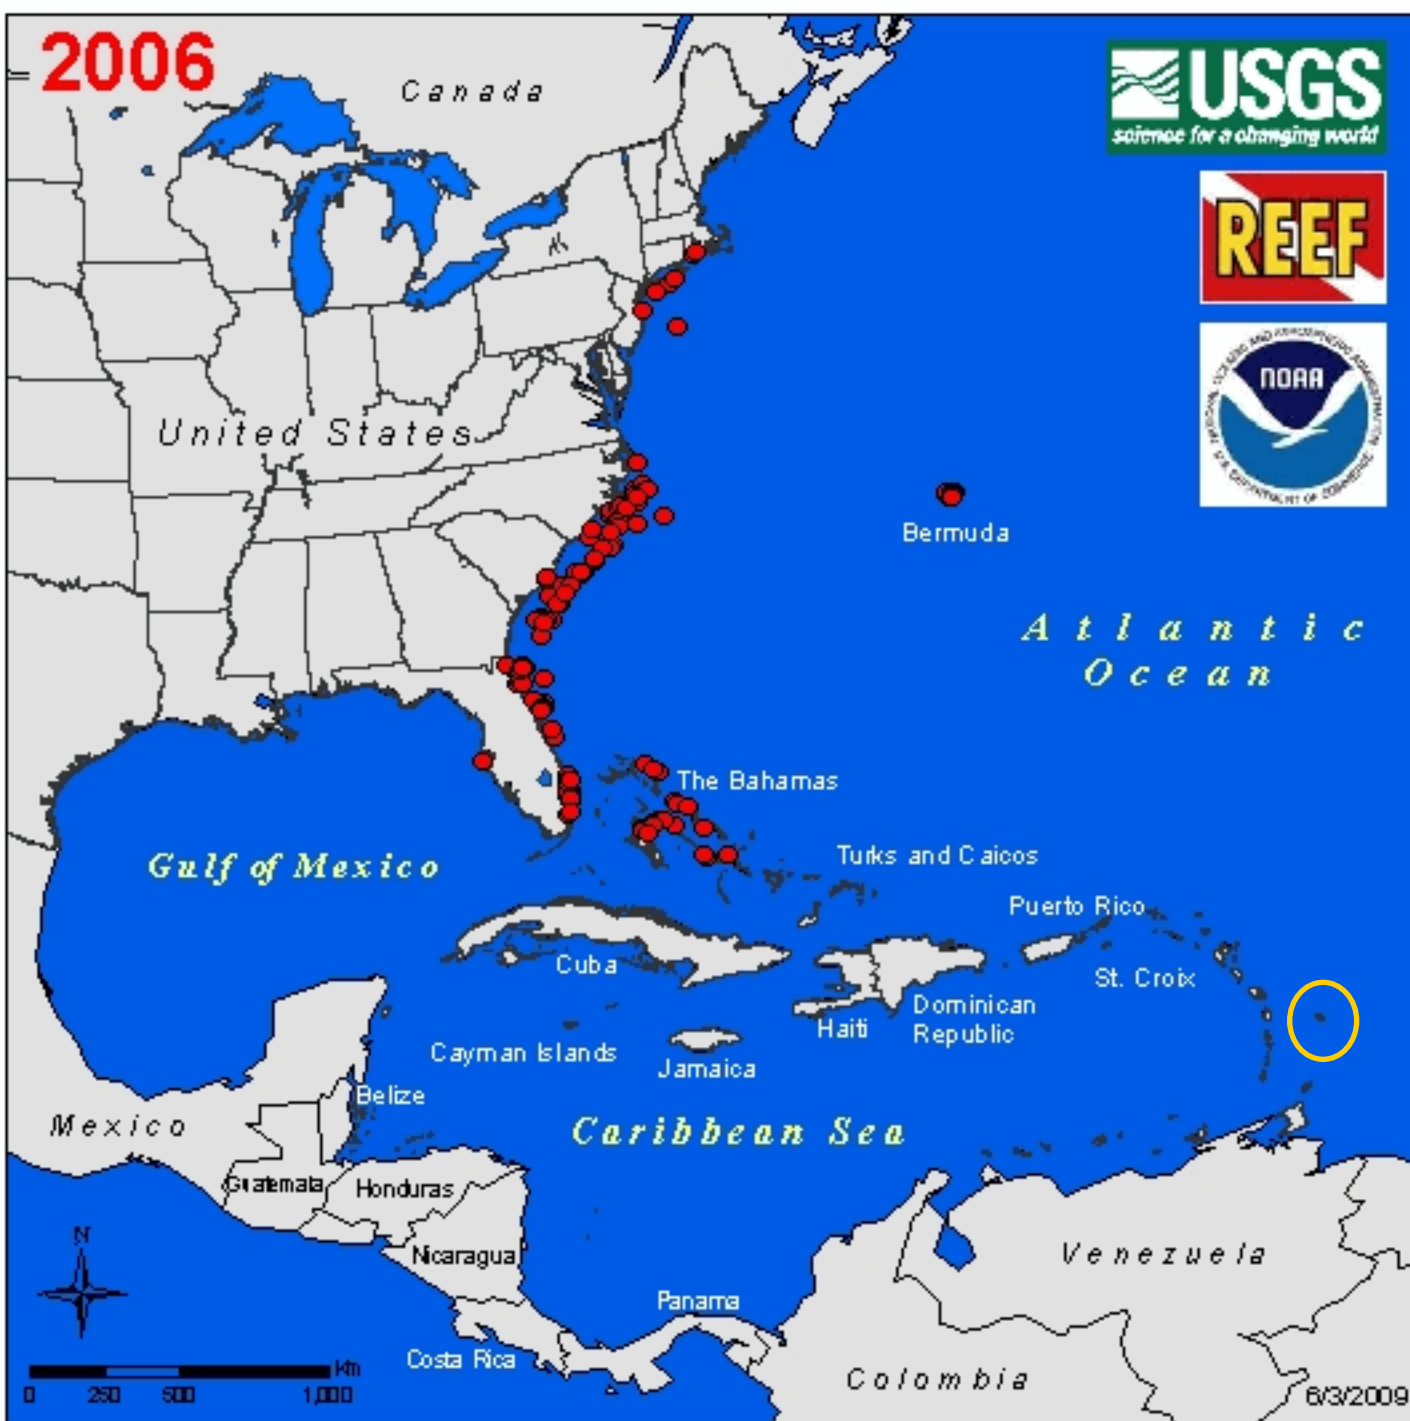 2006
Canada
USGS
science for a changing world
REEF
NOAA
United States
Bermuda
Atlantic
Ocean
The Bahamas
Gulf of Mexico
Turks and Caicos
Puerto Rico
Cuba
St. Croix
Haiti
Dominican
Republic
Cayman Islands
Jamaica
Belize
Mexico
Caribbean Sea
Guatemala
Honduras
Nicaragua
Venezuela
N
Panama
Costa Rica
km
0 250 500 1,000
Colombia
6/3/2009